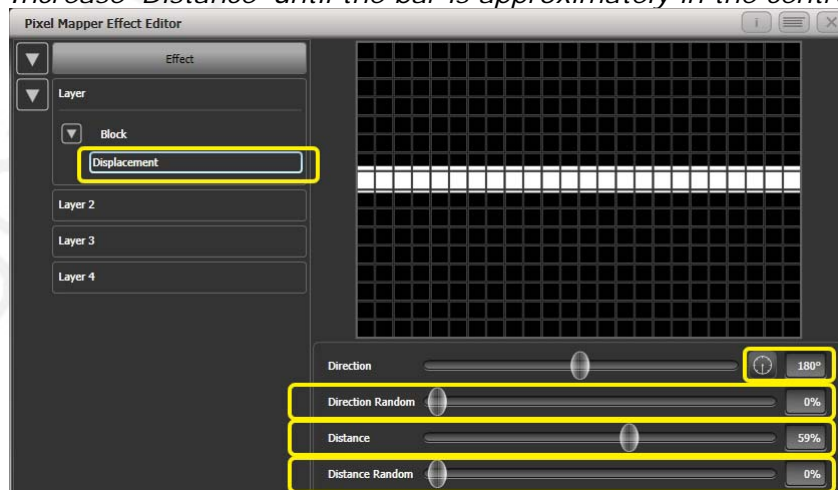 Increase 'Distance' until the bar is approximately in the centr
Pixel Mapper Effect Editor
i
X
Effect
Layer
Block
Displacement
Layer 2
Layer 3
Layer 4
Direction 180°
Direction Random 0%
Distance 59%
Distance Random 0%